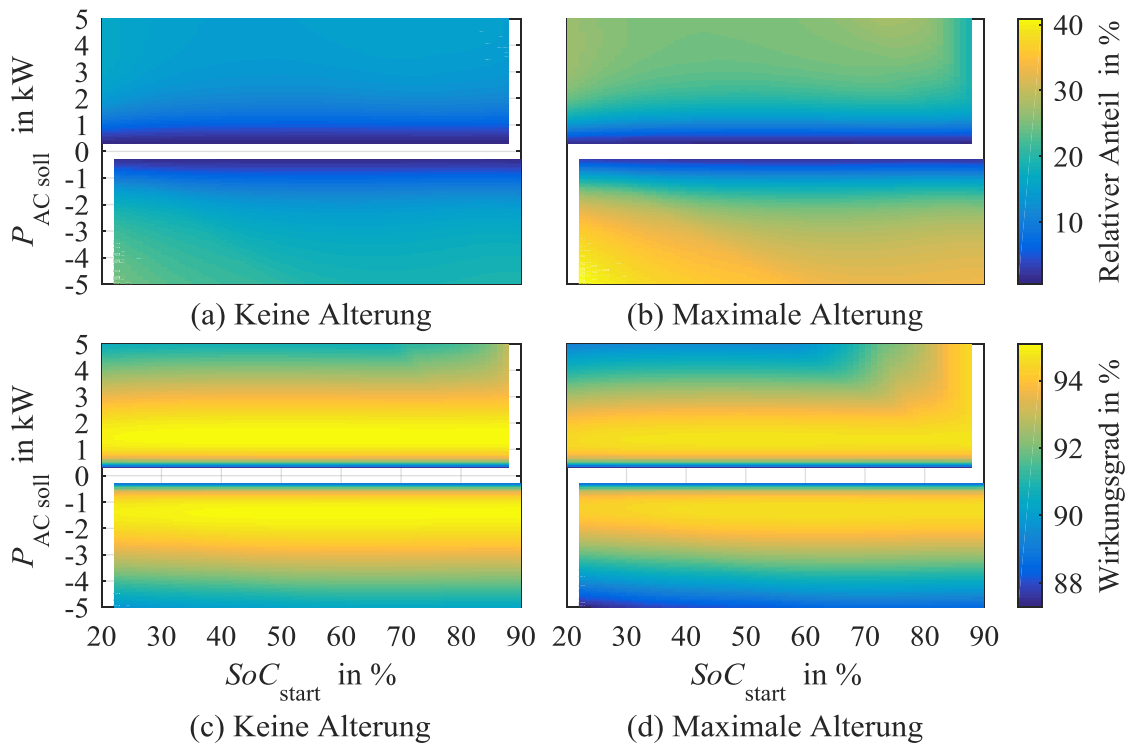 5
4
3
2
1
0
-1
-2
-3
-4
-5
P AC soll in kW
(a) Keine Alterung
(b) Maximale Alterung
40
30
20
10
Relativer Anteil in %
5
4
3
2
1
0
-1
-2
-3
-4
-5
P AC soll in kW
20 30 40 50 60 70 80 90
SoC start in %
(c) Keine Alterung
20 30 40 50 60 70 80 90
SoC start in %
(d) Maximale Alterung
94
92
90
88
Wirkungsgrad in %